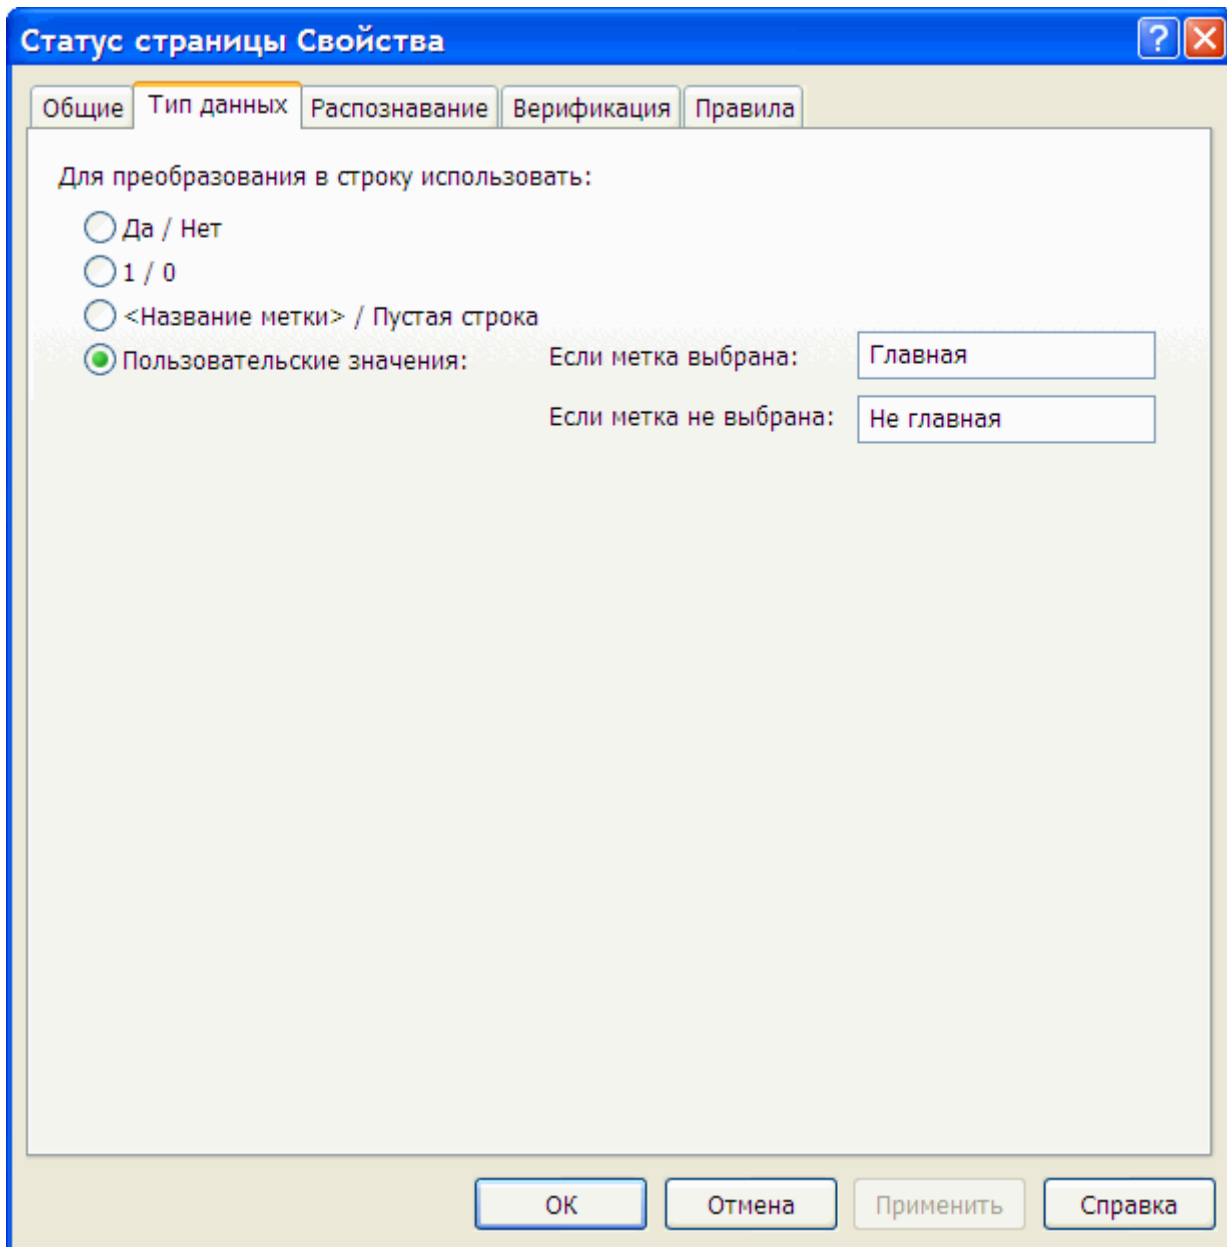 Статус страницы Свойства
Общие Тип данных Распознавание Верификация Правила
Для преобразования в строку использовать:
Да / Нет
1 / 0
<Название метки> / Пустая строка
Пользовательские значения: Если метка выбрана: Главная
Если метка не выбрана: Не главная
ОК Отмена Применить Справка